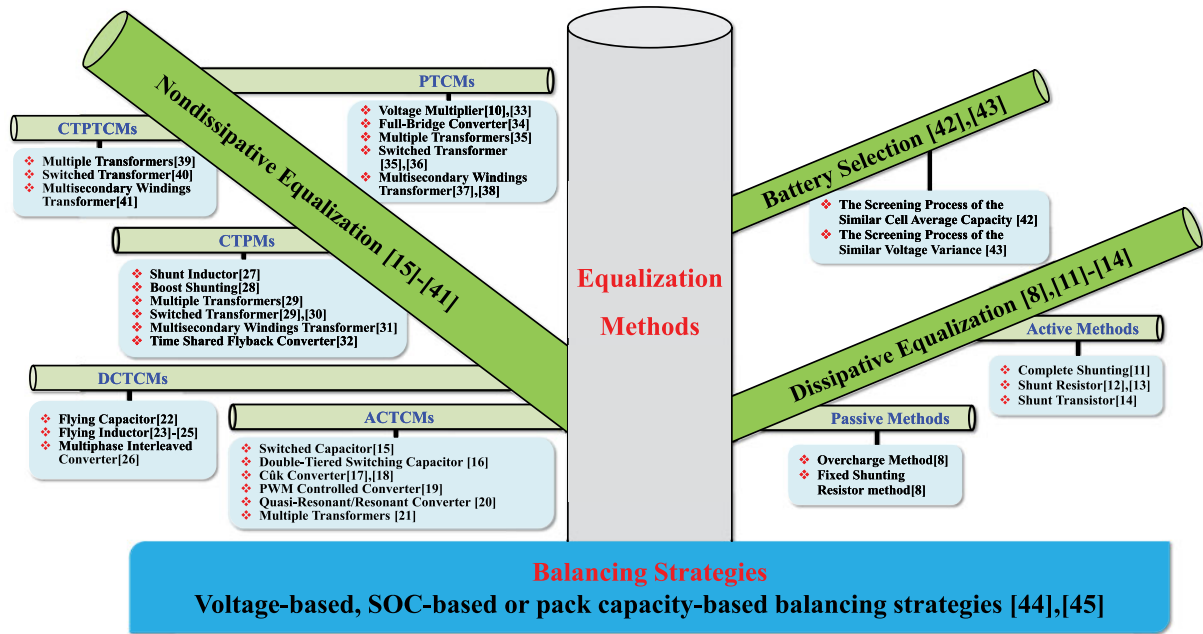 Nondissipative Equalization [15]-[41]
PTCMs
Voltage Multiplier[10],[33]
Full-Bridge Converter[34]
Multiple Transformers[35]
Switched Transformer
[35],[36]
Multisecondary Windings
Transformer[37],[38]
CTPTCMs
Multiple Transformers[39]
Switched Transformer[40]
Multisecondary Windings
Transformer[41]
CTPMs
Shunt Inductor[27]
Boost Shunting[28]
Multiple Transformers[29]
Switched Transformer[29],[30]
Multisecondary Windings Transformer[31]
Time Shared Flyback Converter[32]
DCTCMs
Flying Capacitor[22]
Flying Inductor[23]-[25]
Multiphase Interleaved
Converter[26]
ACTCMs
Switched Capacitor[15]
Double-Tiered Switching Capacitor [16]
Cûk Converter[17],[18]
PWM Controlled Converter[19]
Quasi-Resonant/Resonant Converter [20]
Multiple Transformers [21]
Equalization
Methods
Battery Selection [42],[43]
The Screening Process of the
Similar Cell Average Capacity [42]
The Screening Process of the
Similar Voltage Variance [43]
Dissipative Equalization [8],[11]-[14]
Active Methods
Complete Shunting[11]
Shunt Resistor[12],[13]
Shunt Transistor[14]
Passive Methods
Overcharge Method[8]
Fixed Shunting
Resistor method[8]
Balancing Strategies
Voltage-based, SOC-based or pack capacity-based balancing strategies [44],[45]